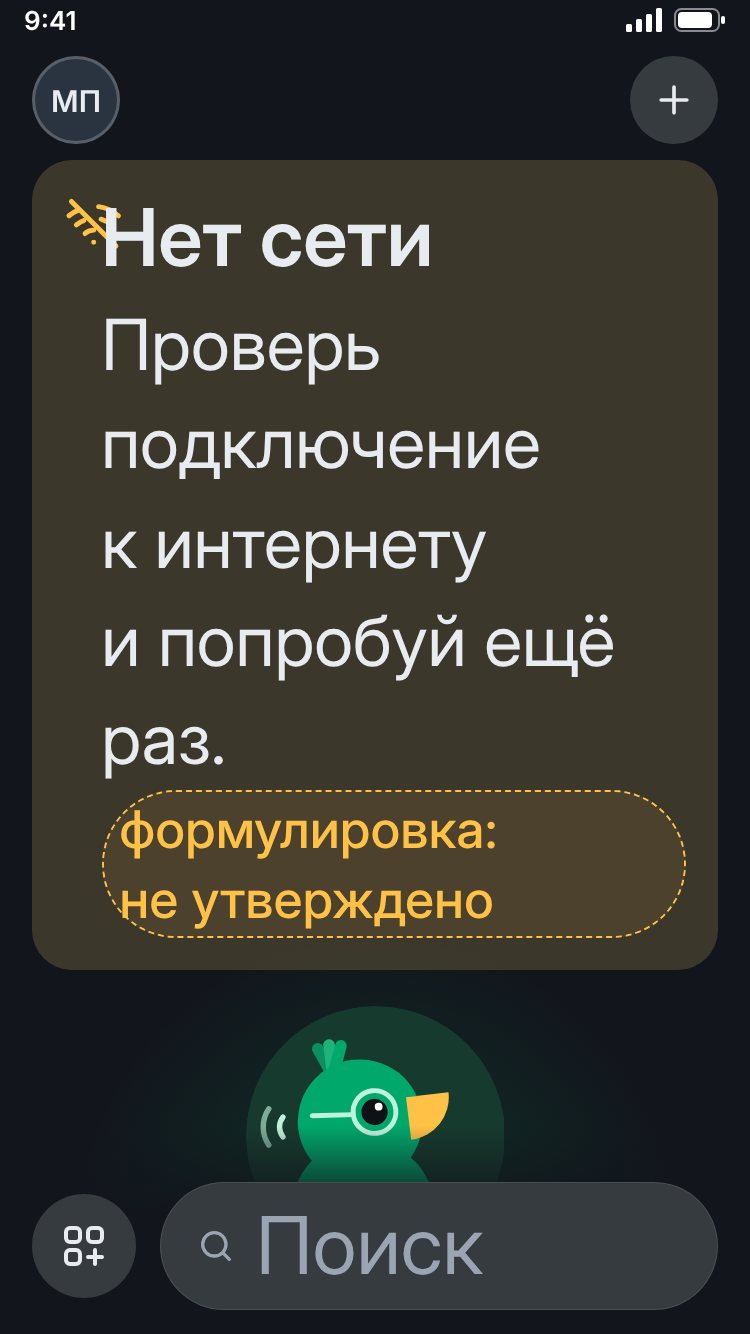 9:41
МП
Нет сети
Проверь
подключение
к интернету
и попробуй ещё
раз.
формулировка:
не утверждено
Поиск